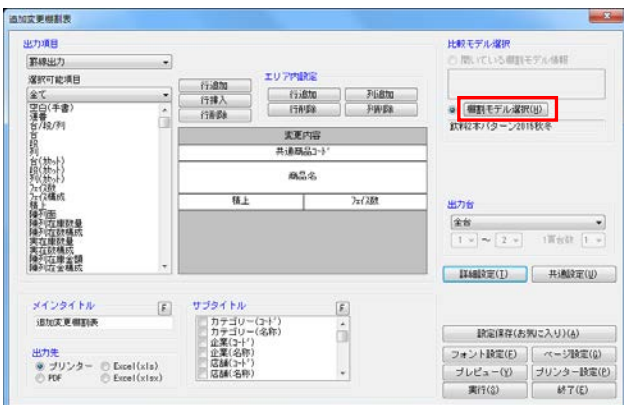 追加変更棚割表
出力項目
罫線出力
選択可能項目
全て
空白(手書)
連番
台/段/列
台
段
列
台(カット)
段(カット)
列(カット)
フェイス数
フェイス構成
積上
陳列面
陳列在庫数量
陳列在数構成
実在庫数量
実在数構成
陳列在庫金額
陳列在金構成
行追加
行挿入
行削除
エリア内設定
行追加
列追加
行削除
列削除
変更内容
共通商品コード
商品名
積上
フェイス数
比較モデル選択
開いている棚割モデル情報
棚割モデル選択(H)
飲料2本パターン2015秋冬
出力台
全台
1 ~ 2
1頁台数 1
詳細設定(T)
共通設定(U)
メインタイトル
F
追加変更棚割表
出力先
プリンター
Excel(xls)
PDF
Excel(xlsx)
サブタイトル
F
カテゴリー(コード)
カテゴリー(名称)
企業(コード)
企業(名称)
店舗(コード)
店舗(名称)
設定保存(お気に入り)(A)
フォント設定(F)
ページ設定(G)
プレビュー(Y)
プリンター設定(P)
実行(S)
終了(E)